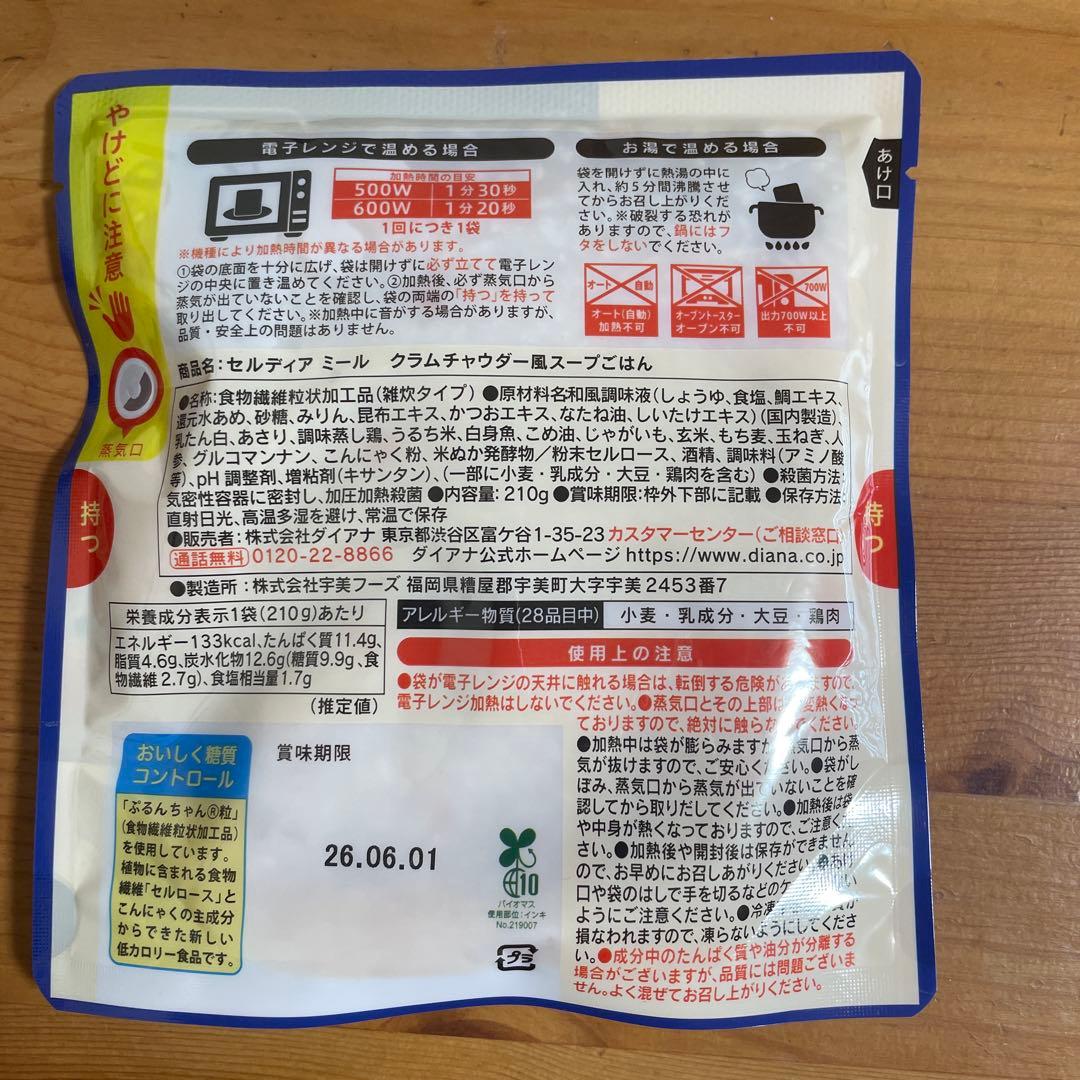 やけどに注意
蒸気口
持つ
電子レンジで温める場合
加熱時間の目安
500W 1分30秒
600W 1分20秒
1回につき1袋
※機種により加熱時間が異なる場合があります。
①袋の底面を十分に広げ、袋は開けずに必ず立てて電子レン
ジの中央に置き温めてください。②加熱後、必ず蒸気口から
蒸気が出ていないことを確認し、袋の両端の「持つ」を持って
取り出してください。※加熱中に音がする場合がありますが、
品質・安全上の問題はありません。
お湯で温める場合
袋を開けずに熱湯の中に
入れ、約5分間沸騰させ
てからお召し上がりくだ
さい。※破裂する恐れが
ありますので、鍋にはフ
タをしないでください。
あけ口
オート 自動
オート(自動)
加熱不可
オーブントースター
オーブン不可
700W
出力700W以上
不可
商品名:セルディア ミール クラムチャウダー風スープごはん
●名称:食物繊維粒状加工品(雑炊タイプ) ●原材料名和風調味液(しょうゆ、食塩、鯛エキス、
還元水あめ、砂糖、みりん、昆布エキス、かつおエキス、なたね油、しいたけエキス)(国内製造)、
乳たん白、あさり、調味蒸し鶏、うるち米、白身魚、こめ油、じゃがいも、玄米、もち麦、玉ねぎ、人
参、グルコマンナン、こんにゃく粉、米ぬか発酵物/粉末セルロース、酒精、調味料(アミノ酸
等)、pH調整剤、増粘剤(キサンタン)、(一部に小麦・乳成分・大豆・鶏肉を含む) ●殺菌方法:
気密性容器に密封し、加圧加熱殺菌 ●内容量:210g ●賞味期限:枠外下部に記載 ●保存方法:
直射日光、高温多湿を避け、常温で保存
●販売者:株式会社ダイアナ 東京都渋谷区富ケ谷1-35-23 カスタマーセンター(ご相談窓口)
通話無料 0120-22-8866 ダイアナ公式ホームページ https://www.diana.co.jp
●製造所:株式会社宇美フーズ 福岡県糟屋郡宇美町大字宇美2453番7
持つ
栄養成分表示1袋(210g)あたり
エネルギー133kcal、たんぱく質11.4g、
脂質4.6g、炭水化物12.6g(糖質9.9g、食
物繊維2.7g)、食塩相当量1.7g
(推定値)
アレルギー物質(28品目中) 小麦・乳成分・大豆・鶏肉
使用上の注意
●袋が電子レンジの天井に触れる場合は、転倒する危険がありますので、
電子レンジ加熱はしないでください。●蒸気口とその上部は大変熱くなっ
ておりますので、絶対に触らないでください。
●加熱中は袋が膨らみますが、蒸気口から蒸
気が抜けますので、ご安心ください。●袋がし
ぼみ、蒸気口から蒸気が出ていないことを確
認してから取りだしてください。●加熱後は袋
や中身が熱くなっておりますので、ご注意くだ
さい。●加熱後や開封後は保存ができません
ので、お早めにお召しあがりください。●あけ
口や袋のはしで手を切るなどのケ
ようにご注意ください。●冷凍
損なわれますので、凍らないようにしてくださ
い。●成分中のたんぱく質や油分が分離する
場合がございますが、品質には問題ございま
せん。よく混ぜてお召し上がりください。
おいしく糖質
コントロール
「ぷるんちゃん®粒」
(食物繊維粒状加工品)
を使用しています。
植物に含まれる食物
繊維「セルロース」と
こんにゃくの主成分
からできた新しい
低カロリー食品です。
賞味期限
26.06.01
10
バイオマス
使用部位:インキ
No.219007
プラ